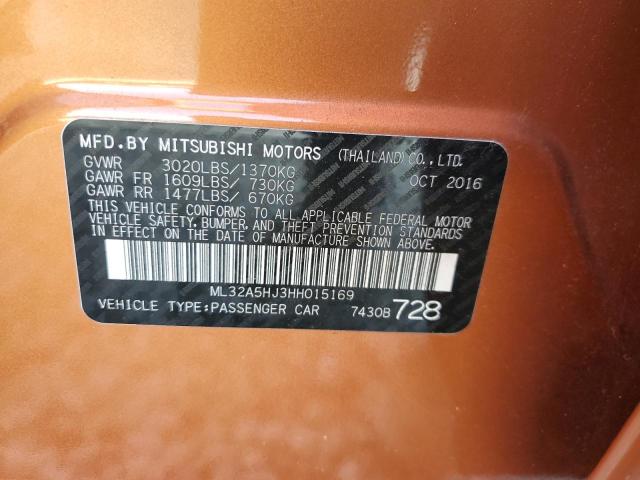 MFD.BY MITSUBISHI MOTORS (THAILAND) CO., LTD.
GVWR 3020LBS/1370KG OCT 2016
GAWR FR 1609LBS/ 730KG
GAWR RR 1477LBS/ 670KG
THIS VEHICLE CONFORMS TO ALL APPLICABLE FEDERAL MOTOR
VEHICLE SAFETY, BUMPER, AND THEFT PREVENTION STANDARDS
IN EFFECT ON THE DATE OF MANUFACTURE SHOWN ABOVE.
ML32A5HJ3HH015169
VEHICLE TYPE:PASSENGER CAR 7430B 728